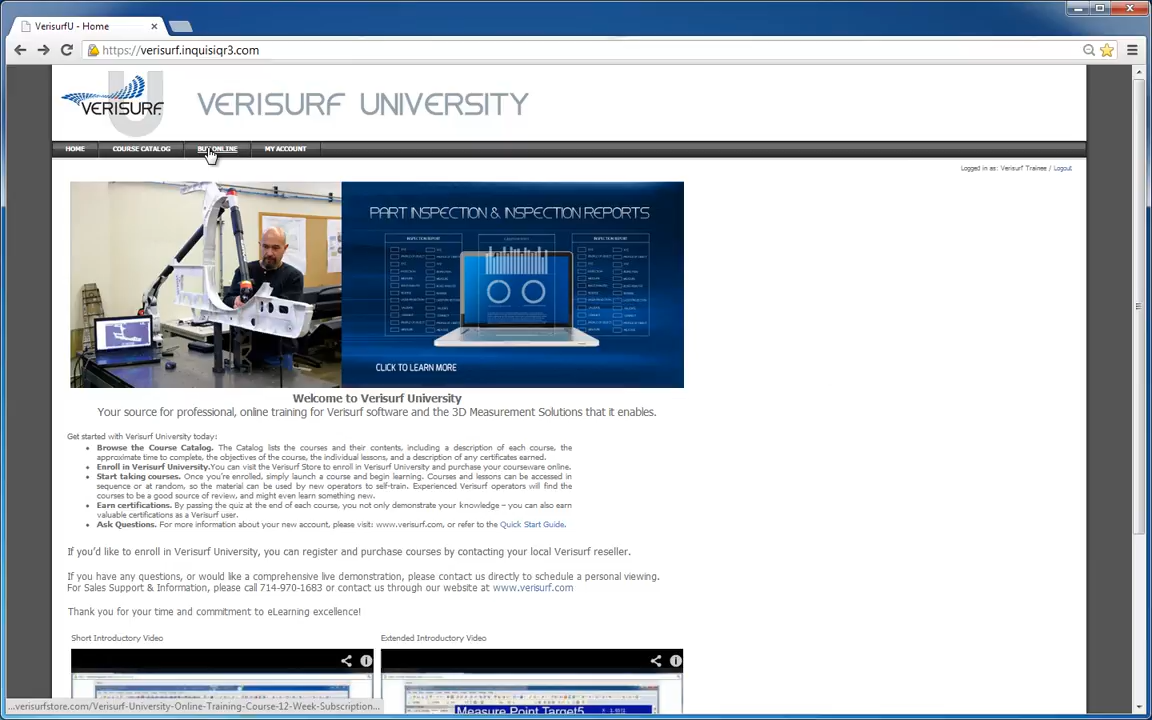 VerisurfU - Home
https://verisurf.inquisiqr3.com
VERISURF
VERISURF UNIVERSITY
HOME
COURSE CATALOG
BUY ONLINE
MY ACCOUNT
Logged in as: Verisurf Trainee / Logout
PART INSPECTION & INSPECTION REPORTS
INSPECTION REPORT
INSPECTION REPORT
CLICK TO LEARN MORE
Welcome to Verisurf University
Your source for professional, online training for Verisurf software and the 3D Measurement Solutions that it enables.
Get started with Verisurf University today:
• Browse the Course Catalog. The Catalog lists the courses and their contents, including a description of each course, the
approximate time to complete, the objectives of the course, the individual lessons, and a description of any certificates earned.
• Enroll in Verisurf University.You can visit the Verisurf Store to enroll in Verisurf University and purchase your courseware online.
• Start taking courses. Once you're enrolled, simply launch a course and begin learning. Courses and lessons can be accessed in
sequence or at random, so the material can be used by new operators to self-train. Experienced Verisurf operators will find the
courses to be a good source of review, and might even learn something new.
• Earn certifications. By passing the quiz at the end of each course, you not only demonstrate your knowledge – you can also earn
valuable certifications as a Verisurf user.
• Ask Questions. For more information about your new account, please visit: www.verisurf.com, or refer to the Quick Start Guide.
If you'd like to enroll in Verisurf University, you can register and purchase courses by contacting your local Verisurf reseller.
If you have any questions, or would like a comprehensive live demonstration, please contact us directly to schedule a personal viewing.
For Sales Support & Information, please call 714-970-1683 or contact us through our website at www.verisurf.com
Thank you for your time and commitment to eLearning excellence!
Short Introductory Video
Extended Introductory Video
Measure Point Target5
...verisurfstore.com/Verisurf-University-Online-Training-Course-12-Week-Subscription...